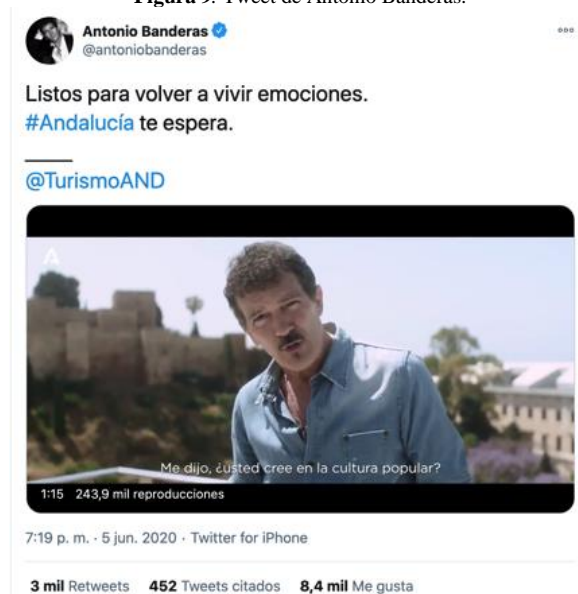 Figura 9. Tweet de Antonio Banderas.
Antonio Banderas
@antoniobanderas
Listos para volver a vivir emociones.
#Andalucía te espera.
@TurismoAND
Me dijo, ¿usted cree en la cultura popular?
1:15 243,9 mil reproducciones
7:19 p. m. · 5 jun. 2020 · Twitter for iPhone
3 mil Retweets 452 Tweets citados 8,4 mil Me gusta